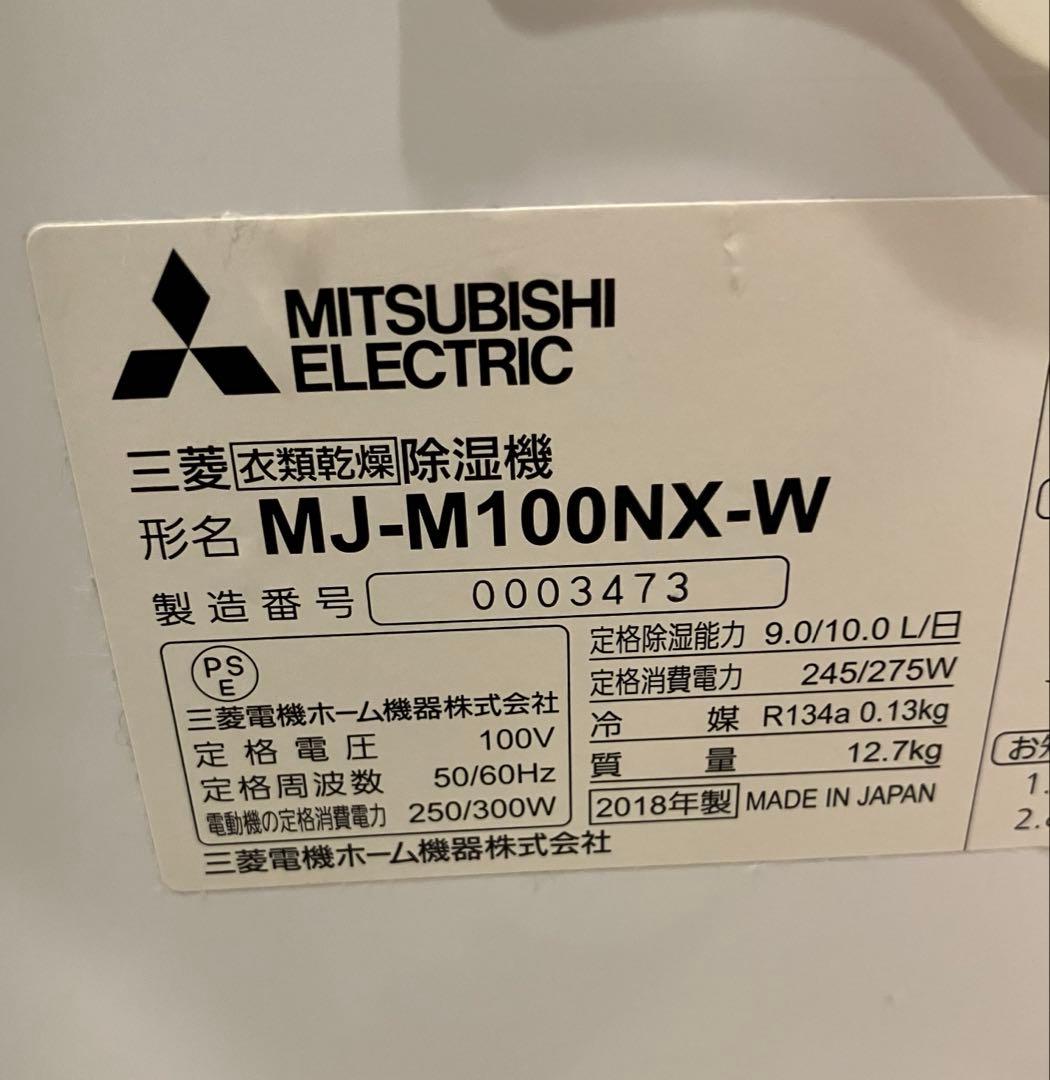 MITSUBISHI
ELECTRIC
三菱衣類乾燥除湿機
形名 MJ-M100NX-W
製造番号 0003473
PSE
三菱電機ホーム機器株式会社
定格電圧 100V
定格周波数 50/60Hz
電動機の定格消費電力 250/300W
定格除湿能力 9.0/10.0 L/日
定格消費電力 245/275W
冷媒 R134a 0.13kg
質量 12.7kg
2018年製 MADE IN JAPAN
三菱電機ホーム機器株式会社
1.
2.